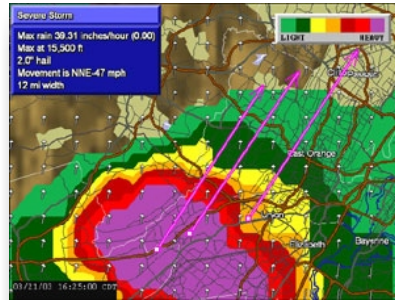 Severe Storm
Max rain 39.31 inches/hour (0.00)
Max at 15,500 ft
2.0" hail
Movement is NNE-47 mph
12 mi width
LIGHT HEAVY
East Orange
Union
Elizabeth
Bayonne
03/21/03 16:25:00 CDT